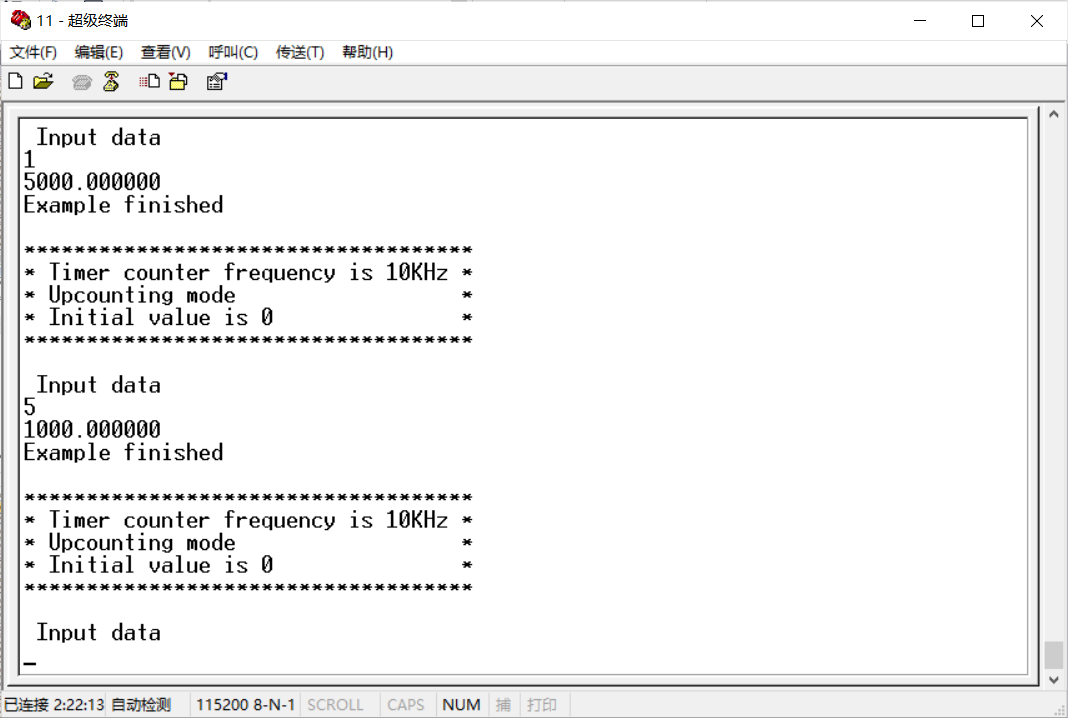 11 - 超级终端
文件(F) 编辑(E) 查看(V) 呼叫(C) 传送(T) 帮助(H)
Input data
1
5000.000000
Example finished
************************************
* Timer counter frequency is 10KHz *
* Upcounting mode                  *
* Initial value is 0               *
************************************
Input data
5
1000.000000
Example finished
************************************
* Timer counter frequency is 10KHz *
* Upcounting mode                  *
* Initial value is 0               *
************************************
Input data
_
已连接 2:22:13 自动检测 115200 8-N-1 SCROLL CAPS NUM 捕 打印